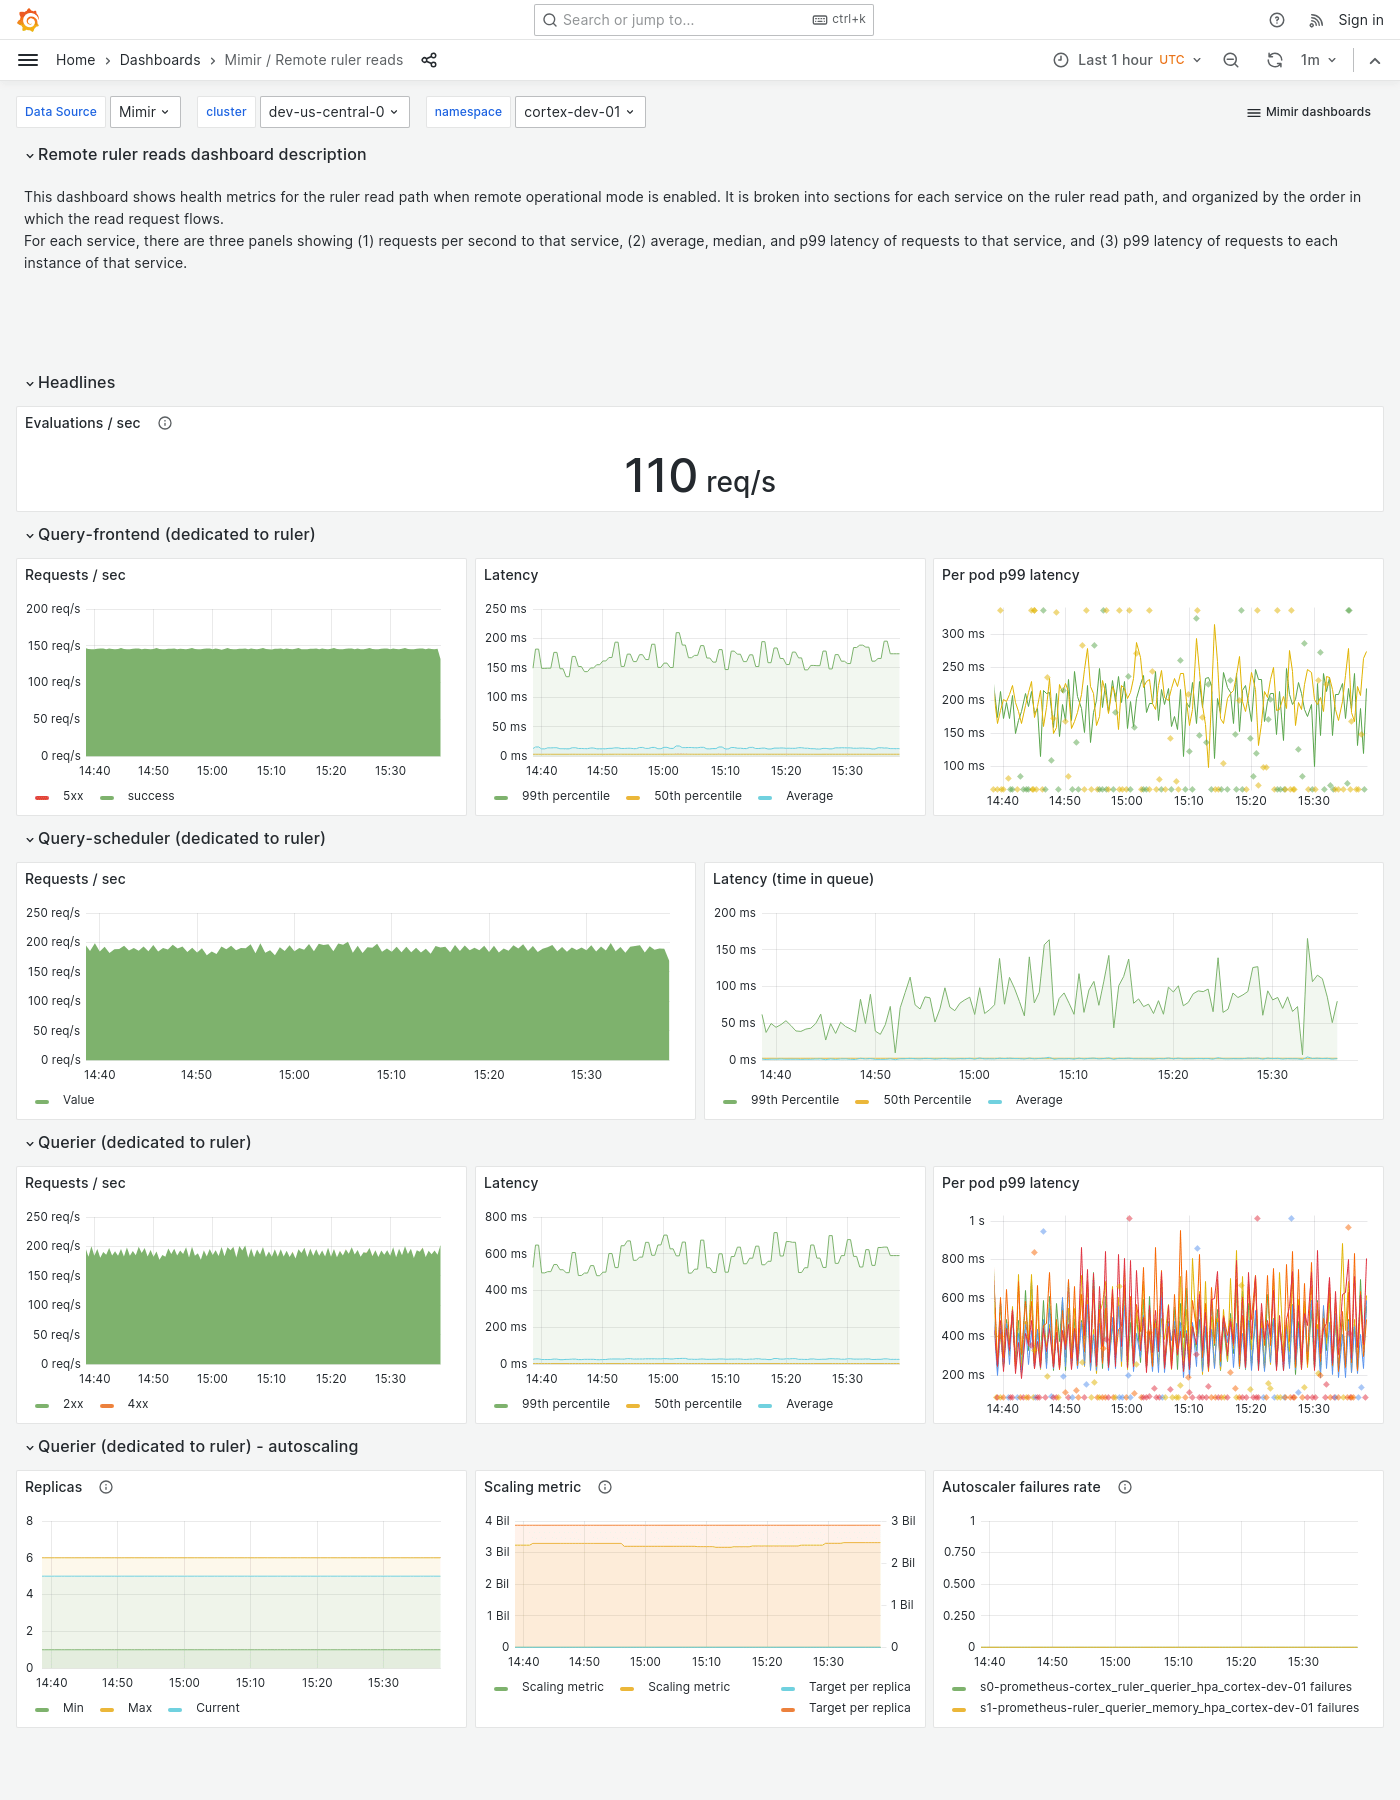 Search or jump to...
ctrl+k
Sign in
Home
Dashboards
Mimir / Remote ruler reads
Last 1 hour UTC
1m
Data Source
Mimir
cluster
dev-us-central-0
namespace
cortex-dev-01
Mimir dashboards
Remote ruler reads dashboard description
This dashboard shows health metrics for the ruler read path when remote operational mode is enabled. It is broken into sections for each service on the ruler read path, and organized by the order in
which the read request flows.
For each service, there are three panels showing (1) requests per second to that service, (2) average, median, and p99 latency of requests to that service, and (3) p99 latency of requests to each
instance of that service.
Headlines
Evaluations / sec
110 req/s
Query-frontend (dedicated to ruler)
Requests / sec
200 req/s
150 req/s
100 req/s
50 req/s
0 req/s
14:40 14:50 15:00 15:10 15:20 15:30
5xx success
Latency
250 ms
200 ms
150 ms
100 ms
50 ms
0 ms
14:40 14:50 15:00 15:10 15:20 15:30
99th percentile 50th percentile Average
Per pod p99 latency
300 ms
250 ms
200 ms
150 ms
100 ms
14:40 14:50 15:00 15:10 15:20 15:30
Query-scheduler (dedicated to ruler)
Requests / sec
250 req/s
200 req/s
150 req/s
100 req/s
50 req/s
0 req/s
14:40 14:50 15:00 15:10 15:20 15:30
Value
Latency (time in queue)
200 ms
150 ms
100 ms
50 ms
0 ms
14:40 14:50 15:00 15:10 15:20 15:30
99th Percentile 50th Percentile Average
Querier (dedicated to ruler)
Requests / sec
250 req/s
200 req/s
150 req/s
100 req/s
50 req/s
0 req/s
14:40 14:50 15:00 15:10 15:20 15:30
2xx 4xx
Latency
800 ms
600 ms
400 ms
200 ms
0 ms
14:40 14:50 15:00 15:10 15:20 15:30
99th percentile 50th percentile Average
Per pod p99 latency
1 s
800 ms
600 ms
400 ms
200 ms
14:40 14:50 15:00 15:10 15:20 15:30
Querier (dedicated to ruler) - autoscaling
Replicas
8
6
4
2
0
14:40 14:50 15:00 15:10 15:20 15:30
Min Max Current
Scaling metric
4 Bil
3 Bil
2 Bil
1 Bil
0
3 Bil
2 Bil
1 Bil
0
14:40 14:50 15:00 15:10 15:20 15:30
Scaling metric Scaling metric Target per replica
Target per replica
Autoscaler failures rate
1
0.750
0.500
0.250
0
14:40 14:50 15:00 15:10 15:20 15:30
s0-prometheus-cortex_ruler_querier_hpa_cortex-dev-01 failures
s1-prometheus-ruler_querier_memory_hpa_cortex-dev-01 failures